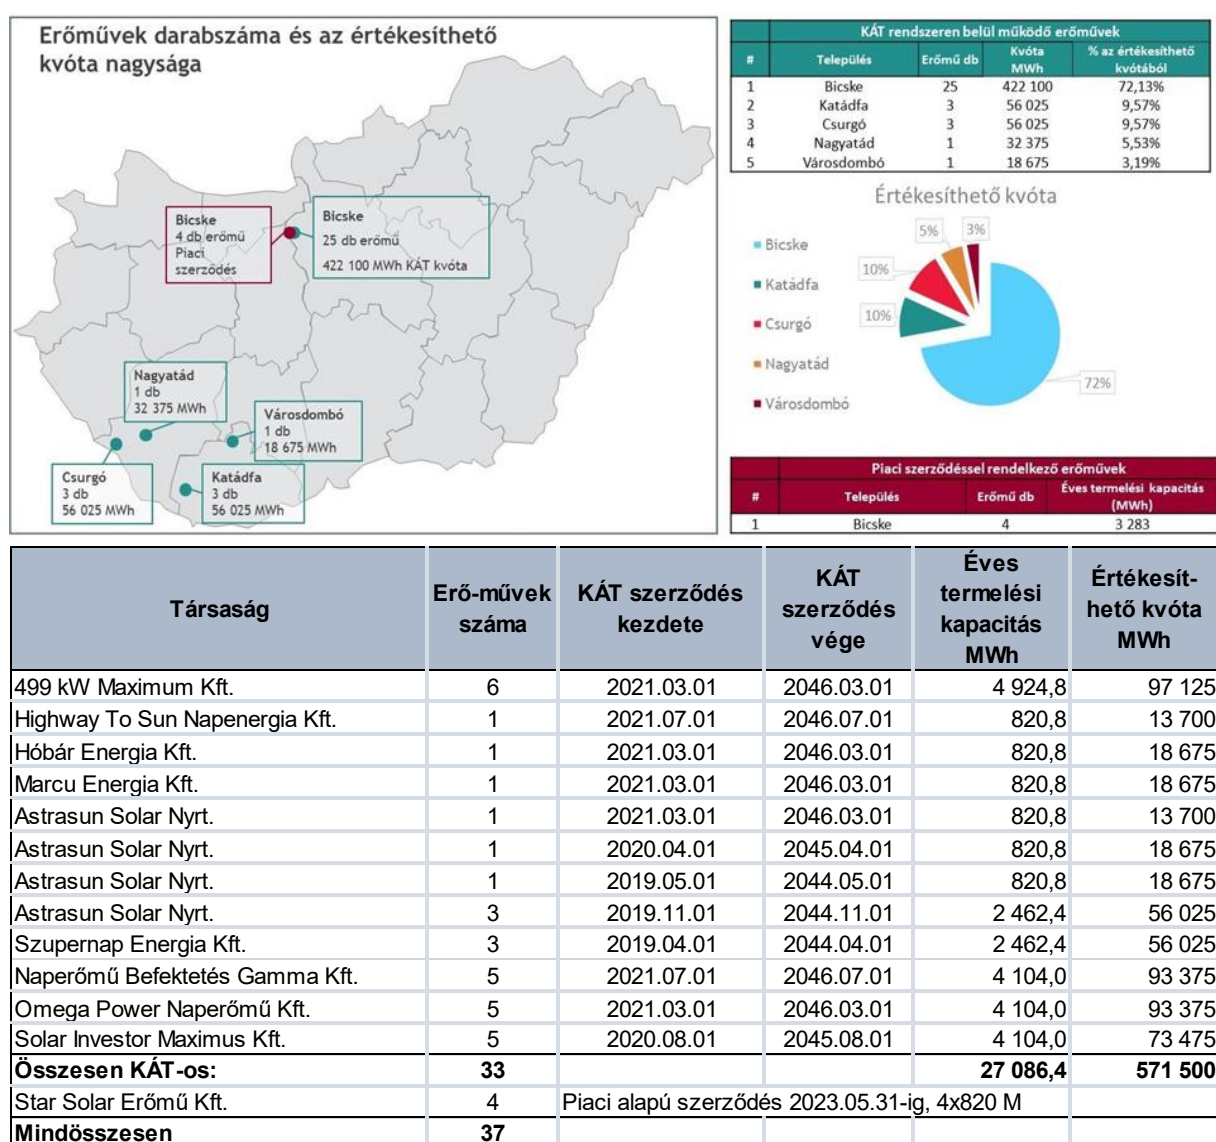 Erőművek darabszáma és az értékesíthető
kvóta nagysága
Bicske
4 db erőmű
Piaci
szerződés
Bicske
25 db erőmű
422 100 MWh KÁT kvóta
Nagyatád
1 db
32 375 MWh
Városdombó
1 db
18 675 MWh
Csurgó
3 db
56 025 MWh
Katádfa
3 db
56 025 MWh
KÁT rendszeren belül működő erőművek
# Település Erőmű db Kvóta MWh % az értékesíthető kvótából
1 Bicske 25 422 100 72,13%
2 Katádfa 3 56 025 9,57%
3 Csurgó 3 56 025 9,57%
4 Nagyatád 1 32 375 5,53%
5 Városdombó 1 18 675 3,19%
Értékesíthető kvóta
Bicske
Katádfa
Csurgó
Nagyatád
Városdombó
5%
3%
10%
10%
72%
Piaci szerződéssel rendelkező erőművek
# Település Erőmű db Éves termelési kapacitás (MWh)
1 Bicske 4 3 283
Társaság Erő-művek száma KÁT szerződés kezdete KÁT szerződés vége Éves termelési kapacitás MWh Értékesít-hető kvóta MWh
499 kW Maximum Kft. 6 2021.03.01 2046.03.01 4 924,8 97 125
Highway To Sun Napenergia Kft. 1 2021.07.01 2046.07.01 820,8 13 700
Hóbár Energia Kft. 1 2021.03.01 2046.03.01 820,8 18 675
Marcu Energia Kft. 1 2021.03.01 2046.03.01 820,8 18 675
Astrasun Solar Nyrt. 1 2021.03.01 2046.03.01 820,8 13 700
Astrasun Solar Nyrt. 1 2020.04.01 2045.04.01 820,8 18 675
Astrasun Solar Nyrt. 1 2019.05.01 2044.05.01 820,8 18 675
Astrasun Solar Nyrt. 3 2019.11.01 2044.11.01 2 462,4 56 025
Szupernap Energia Kft. 3 2019.04.01 2044.04.01 2 462,4 56 025
Naperőmű Befektetés Gamma Kft. 5 2021.07.01 2046.07.01 4 104,0 93 375
Omega Power Naperőmű Kft. 5 2021.03.01 2046.03.01 4 104,0 93 375
Solar Investor Maximus Kft. 5 2020.08.01 2045.08.01 4 104,0 73 475
Összesen KÁT-os: 33 27 086,4 571 500
Star Solar Erőmű Kft. 4 Piaci alapú szerződés 2023.05.31-ig, 4x820 M
Mindösszesen 37